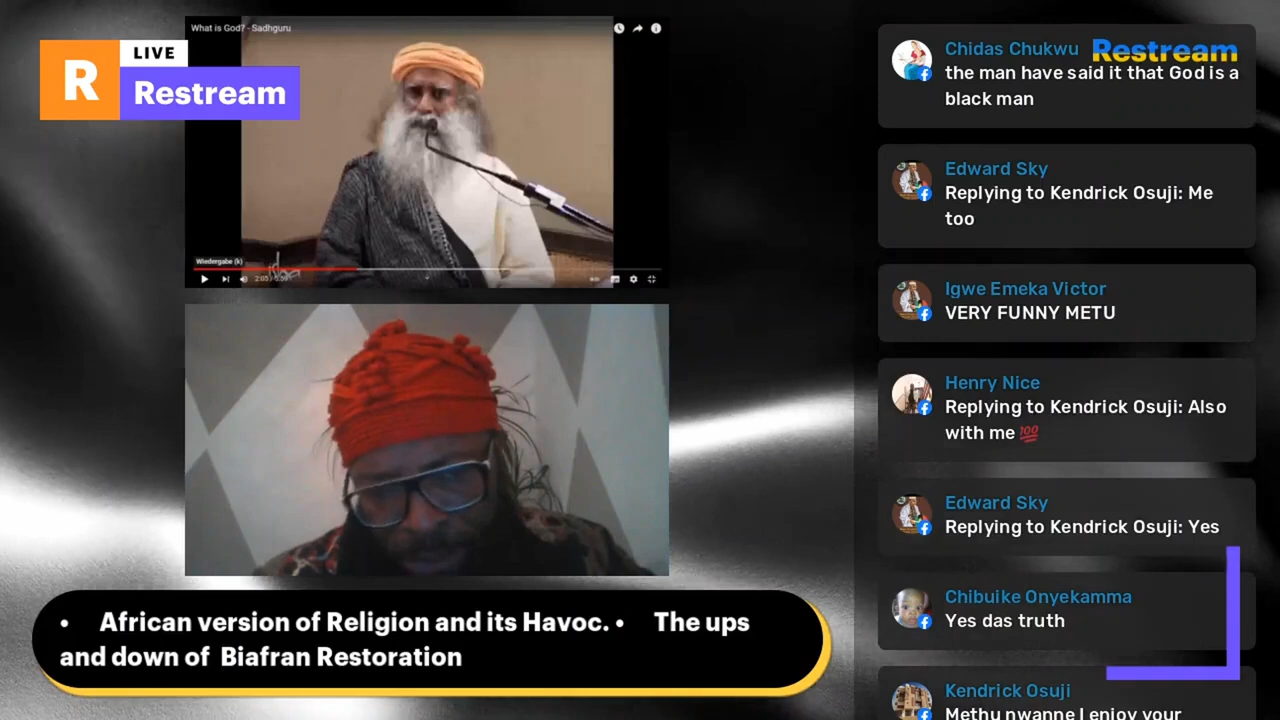 What is God? - Sadhguru
R
LIVE
Restream
Wiedergabe (k)
African version of Religion and its Havoc. • The ups
and down of Biafran Restoration
Restream
Chidas Chukwu
the man have said it that God is a
black man
Edward Sky
Replying to Kendrick Osuji: Me
too
Igwe Emeka Victor
VERY FUNNY METU
Henry Nice
Replying to Kendrick Osuji: Also
with me 💯
Edward Sky
Replying to Kendrick Osuji: Yes
Chibuike Onyekamma
Yes das truth
Kendrick Osuji
Methu nwanne I enjoy your